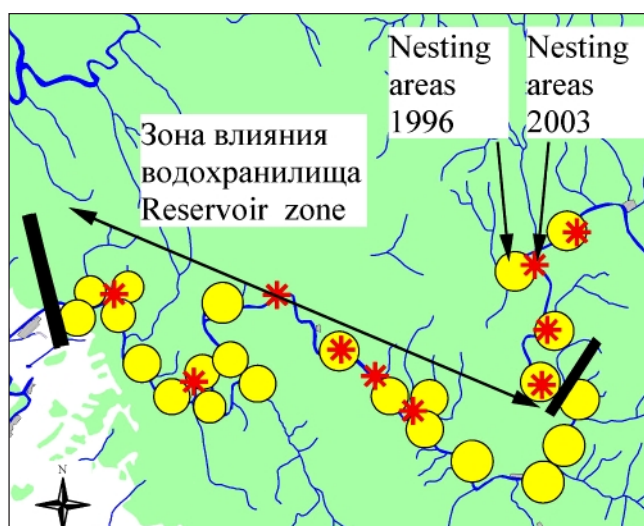 Nesting
areas
1996
Nesting
areas
2003
Зона влияния
водохранилища
Reservoir zone
N